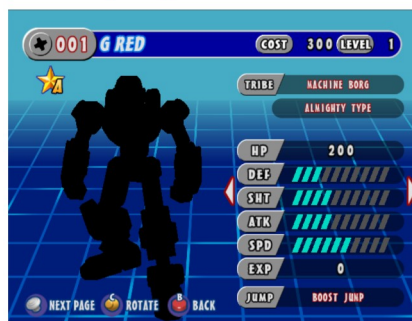 001 G RED COST 300 LEVEL 1
A
TRIBE MACHINE BORG
ALMIGHTY TYPE
HP 200
DEF
SHT
ATK
SPD
EXP 0
JUMP BOOST JUMP
NEXT PAGE C ROTATE B BACK